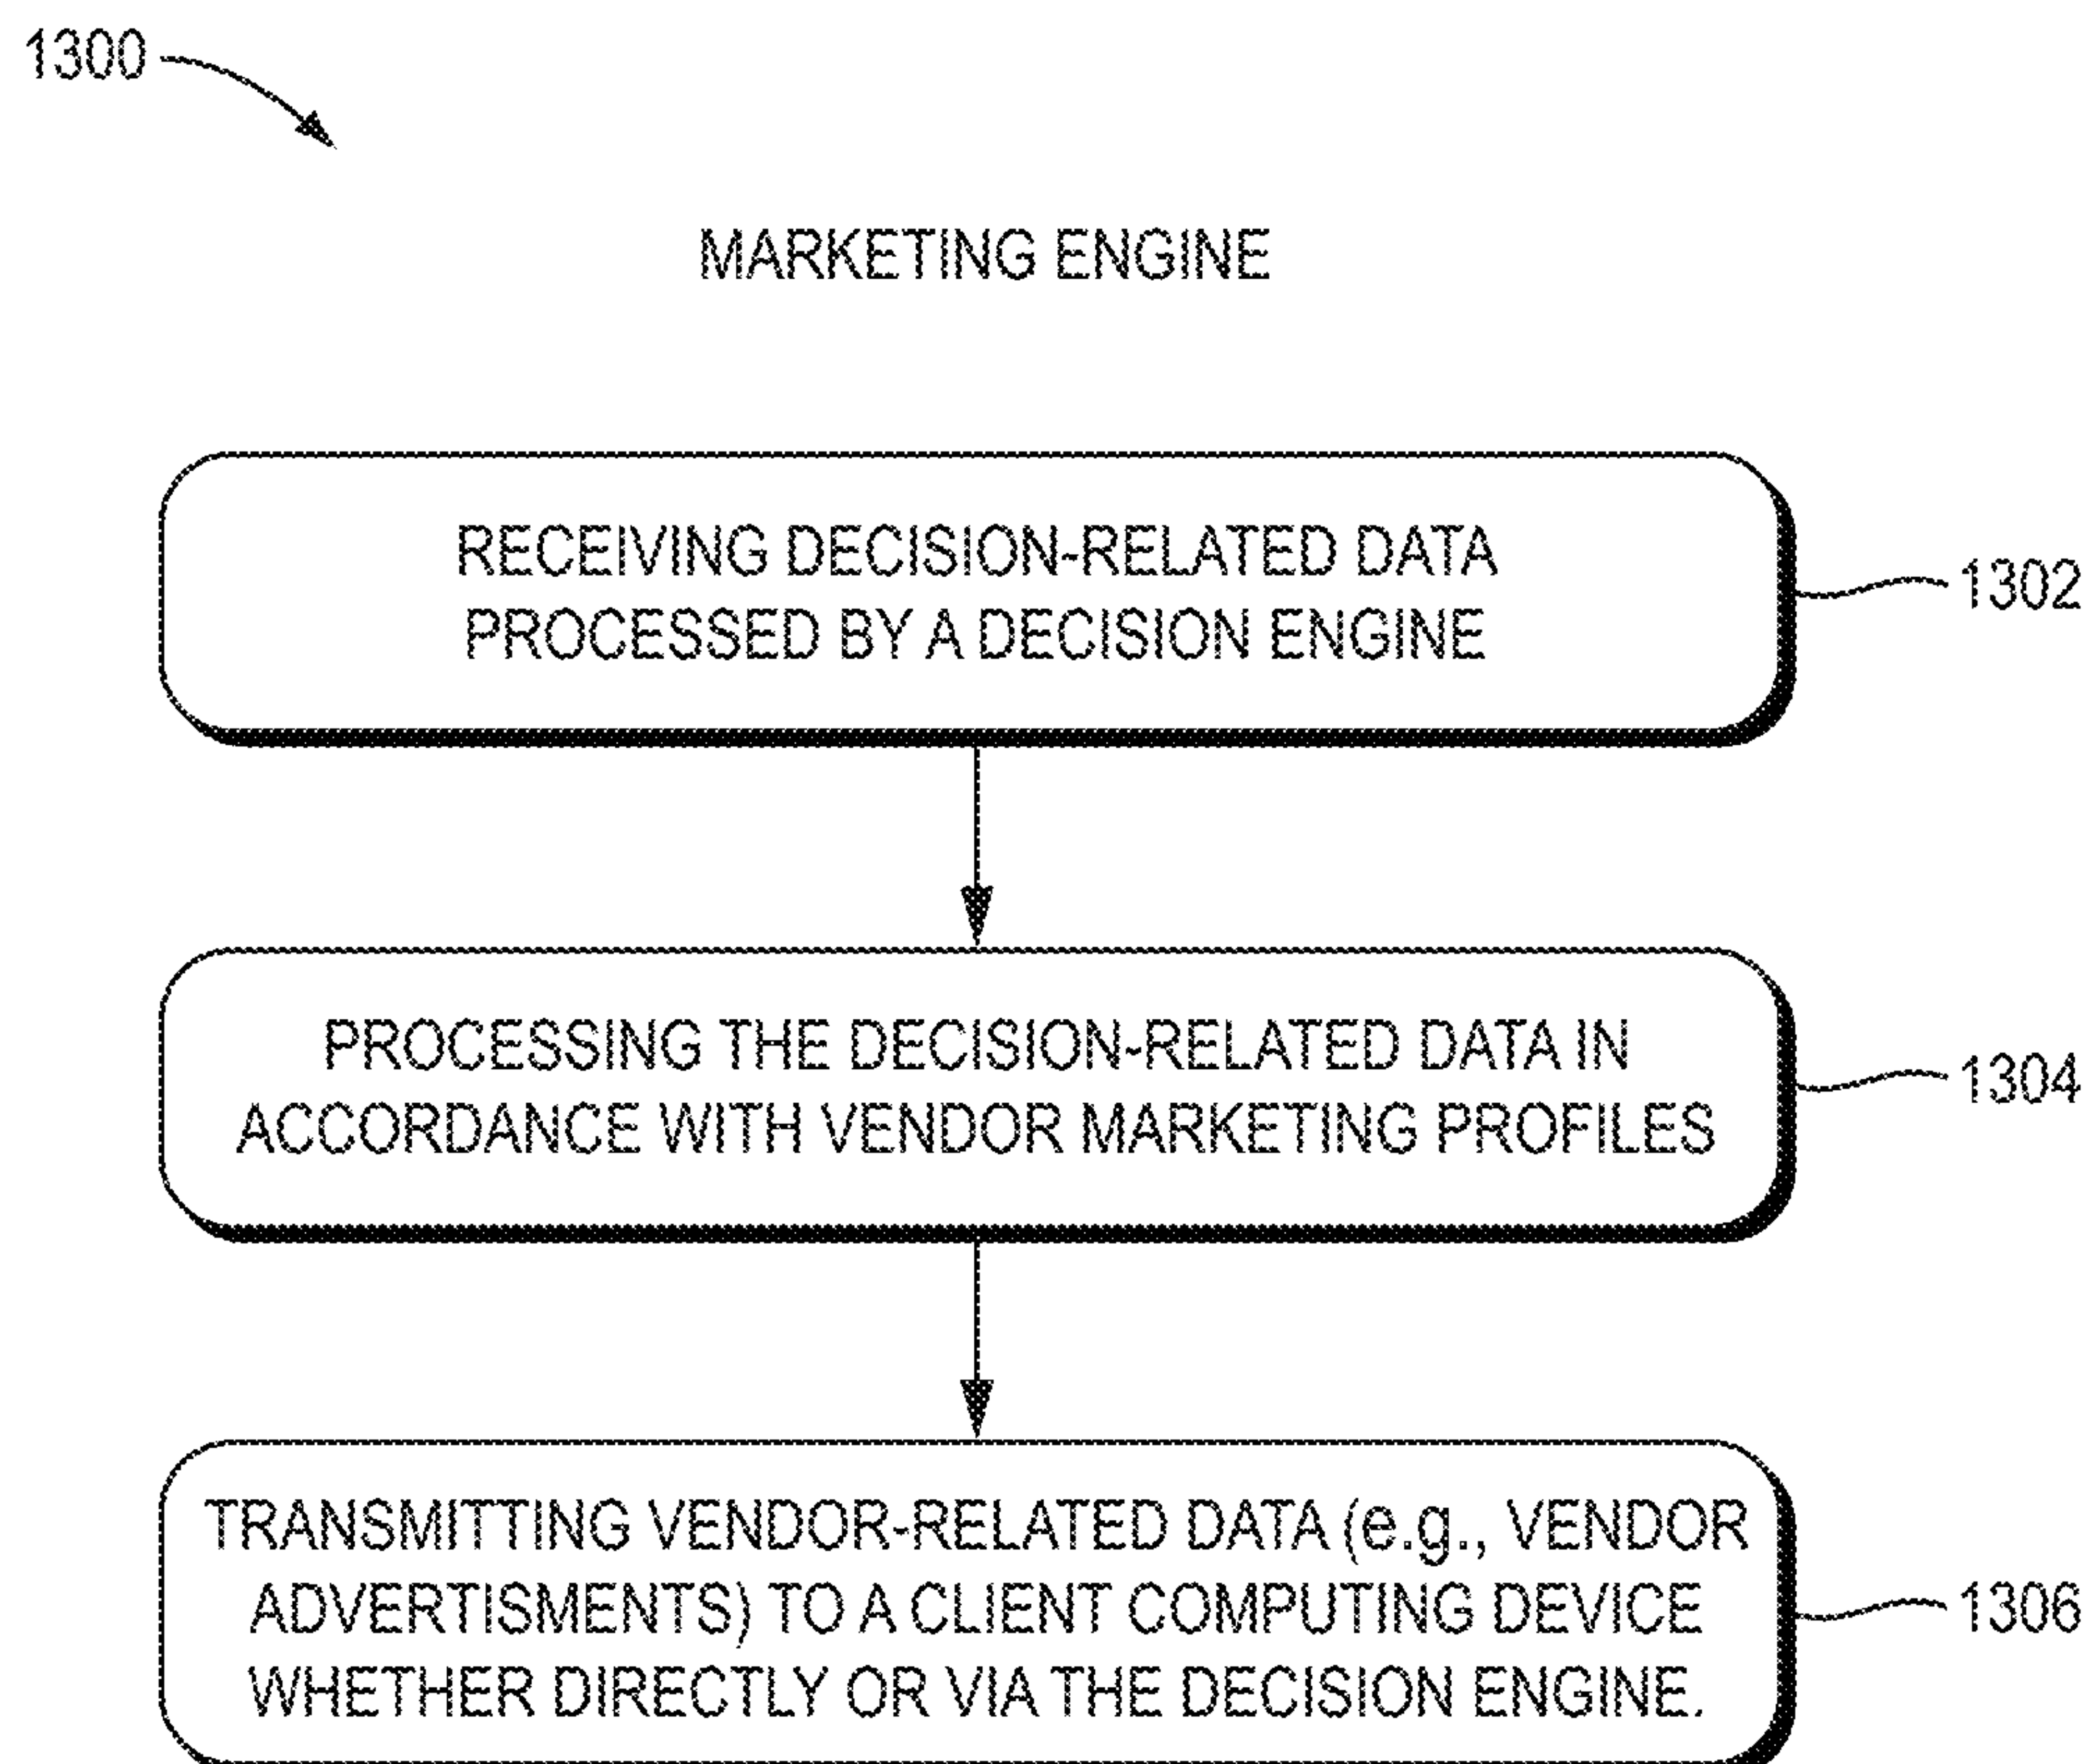 1300
MARKETING ENGINE
RECEIVING DECISION-RELATED DATA
PROCESSED BY A DECISION ENGINE
1302
PROCESSING THE DECISION-RELATED DATA IN
ACCORDANCE WITH VENDOR MARKETING PROFILES
1304
TRANSMITTING VENDOR-RELATED DATA (e.g., VENDOR
ADVERTISMENTS) TO A CLIENT COMPUTING DEVICE
WHETHER DIRECTLY OR VIA THE DECISION ENGINE.
1306